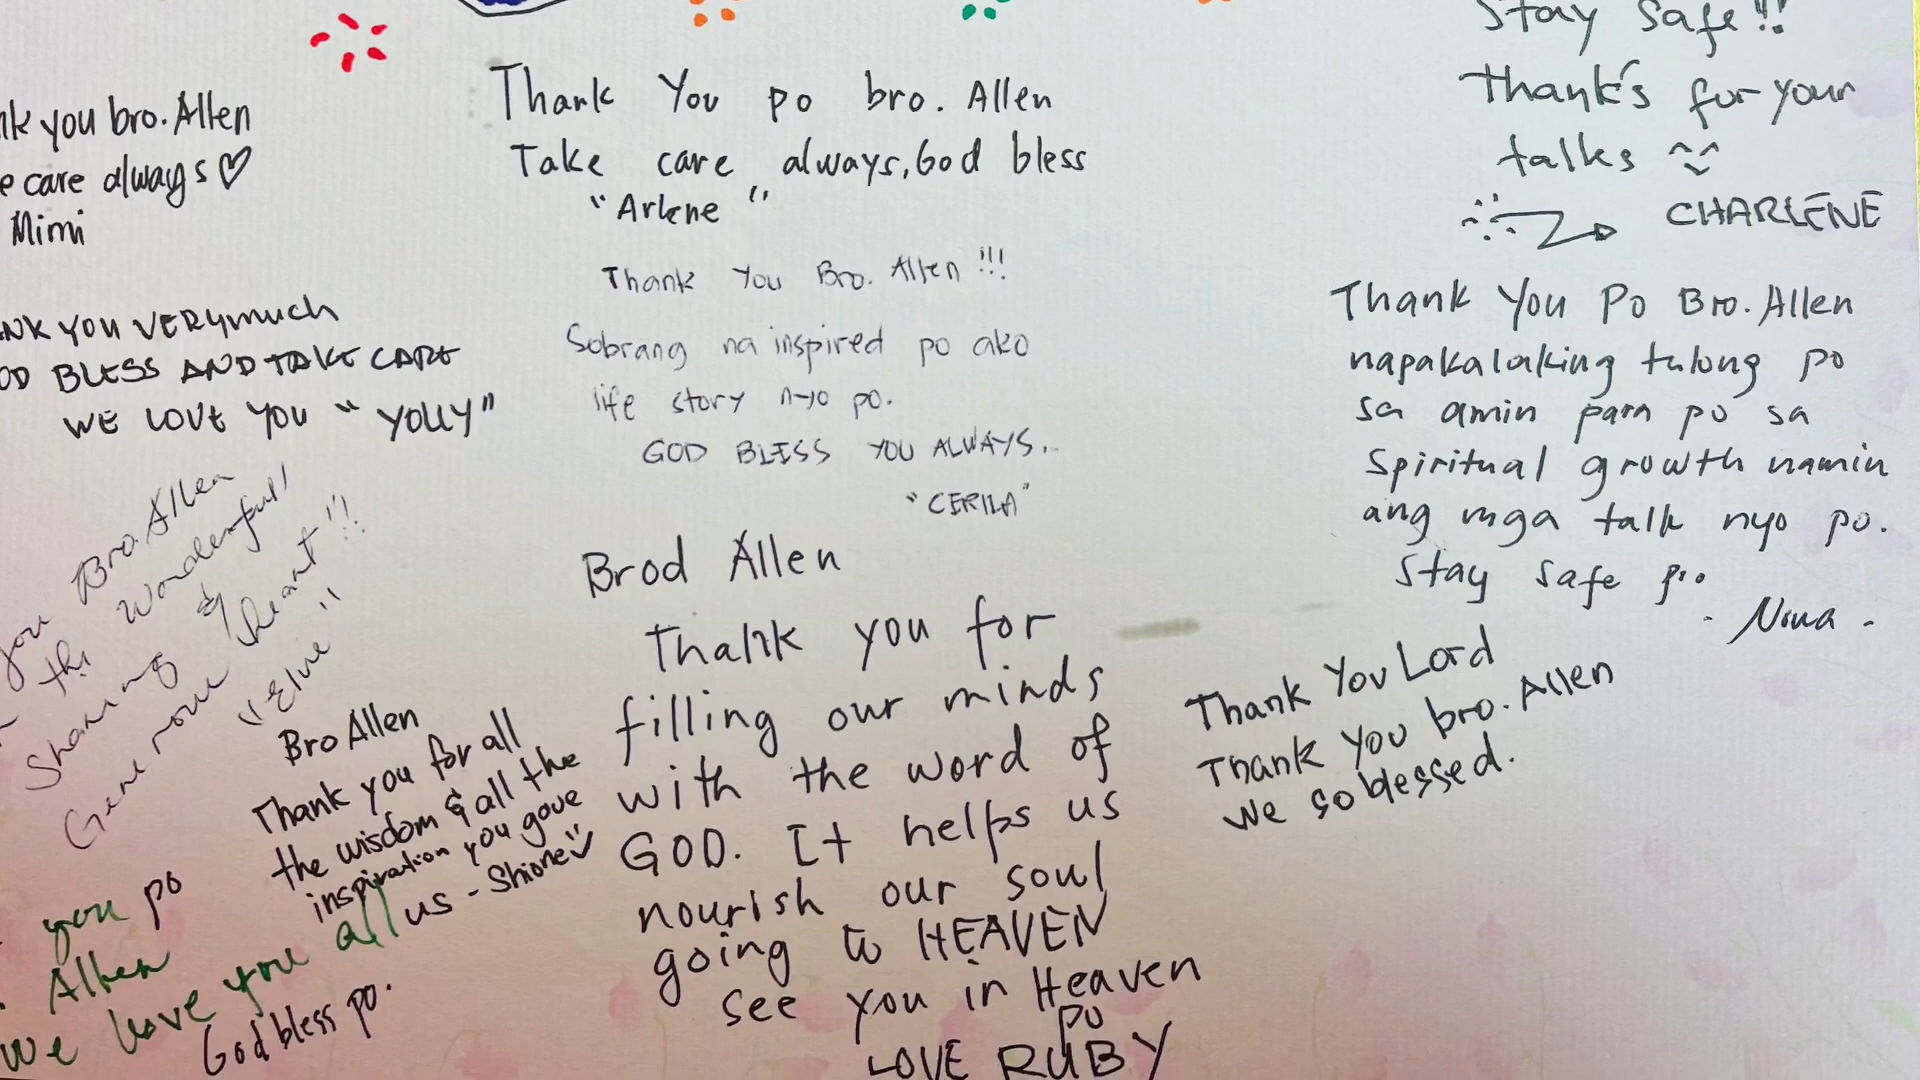 you bro. Allen
care always ♡
Mimi
YOU VERY MUCH
BLESS AND TAKE CARE
WE LOVE YOU "YOLLY"
you Bro. Allen
the Wonderful
Sharing &
Generous heart!!!
Bro Allen
Thank you for all
the wisdom & all the
inspiration you gave
us - Shione
you po
Allen
we love you all
God bless po.
Thank You po bro. Allen
Take care always, God bless
"Arlene"
Thank You Bro. Allen!!!
Sobrang na inspired po ako
life story nyo po.
GOD BLESS YOU ALWAYS.
"CERILA"
Brod Allen
Thank you for
filling our minds
with the word of
GOD. It helps us
nourish our soul
going to HEAVEN
See you in Heaven
po
LOVE RUBY
Stay Safe!!
Thank's for your
talks
CHARLENE
Thank You Po Bro. Allen
napakalaking tulong po
sa amin para po sa
Spiritual growth namin
ang mga talk nyo po.
Stay safe po.
- Nina -
Thank You Lord
Thank You bro. Allen
We so blessed.